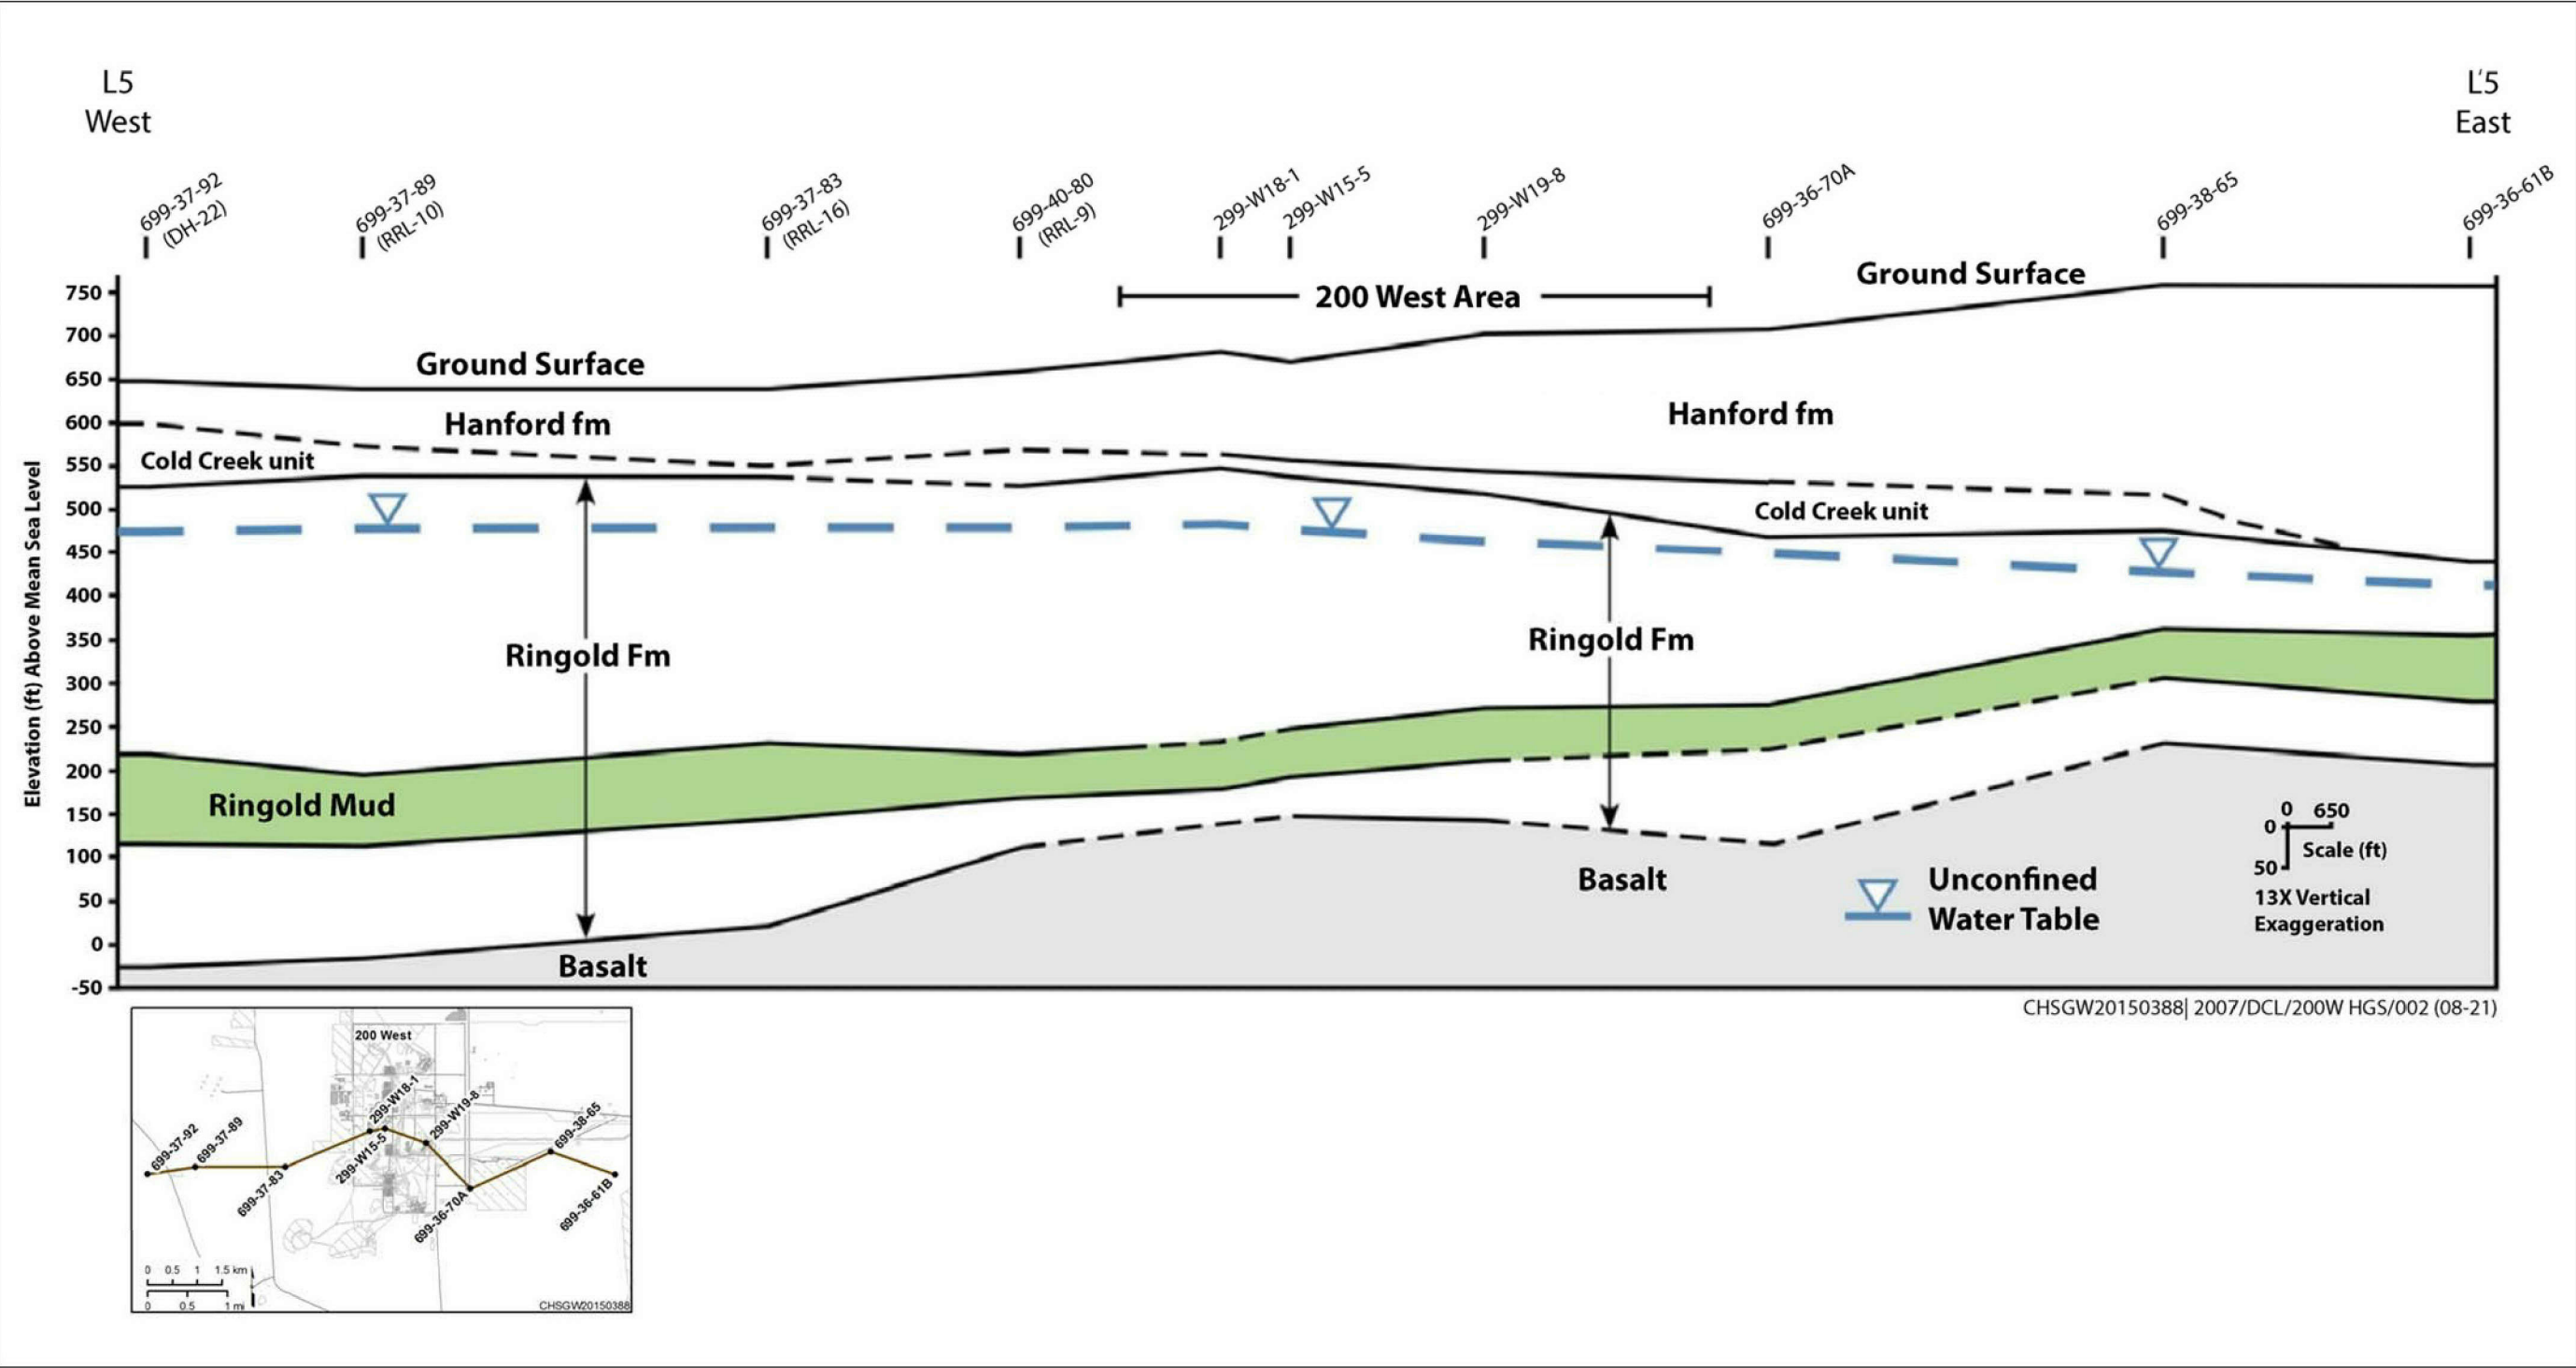 L5
West
L'5
East
699-37-92
(DH-22)
699-37-89
(RRL-10)
699-37-83
(RRL-16)
699-40-80
(RRL-9)
299-W18-1
299-W15-5
299-W19-8
699-36-70A
699-38-65
699-36-61B
Ground Surface
200 West Area
Ground Surface
Hanford fm
Hanford fm
Cold Creek unit
Cold Creek unit
Ringold Fm
Ringold Fm
Ringold Mud
Basalt
Basalt
Elevation (ft) Above Mean Sea Level
750
700
650
600
550
500
450
400
350
300
250
200
150
100
50
0
-50
Unconfined
Water Table
0 650
0
Scale (ft)
50
13X Vertical
Exaggeration
CHSGW20150388| 2007/DCL/200W HGS/002 (08-21)
200 West
699-37-92
699-37-89
699-37-83
299-W18-1
299-W15-5
299-W19-8
699-36-70A
699-38-65
699-36-61B
0 0.5 1 1.5 km
0 0.5 1 mi
CHSGW20150388